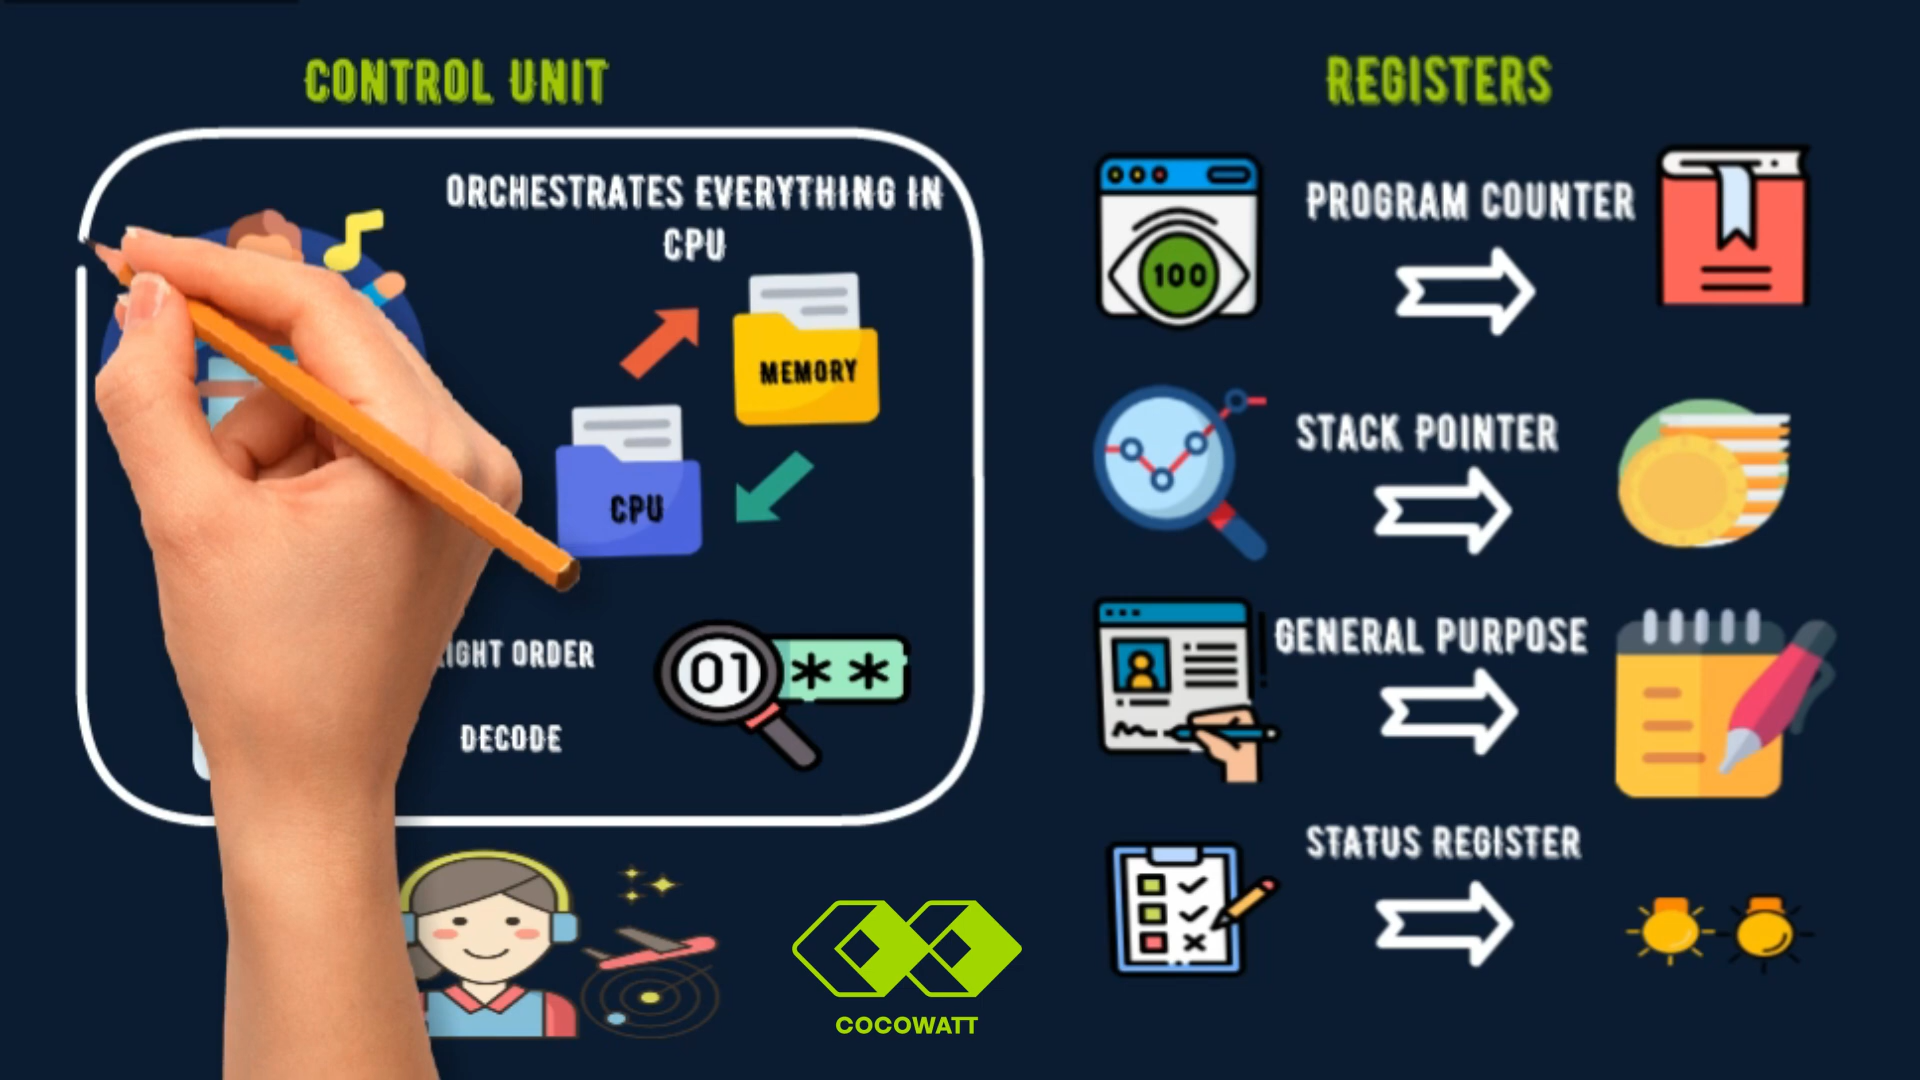 CONTROL UNIT
ORCHESTRATES EVERYTHING IN
CPU
MEMORY
CPU
ORDER
DECODE
01 **
REGISTERS
100
PROGRAM COUNTER
STACK POINTER
GENERAL PURPOSE
STATUS REGISTER
COCOWATT